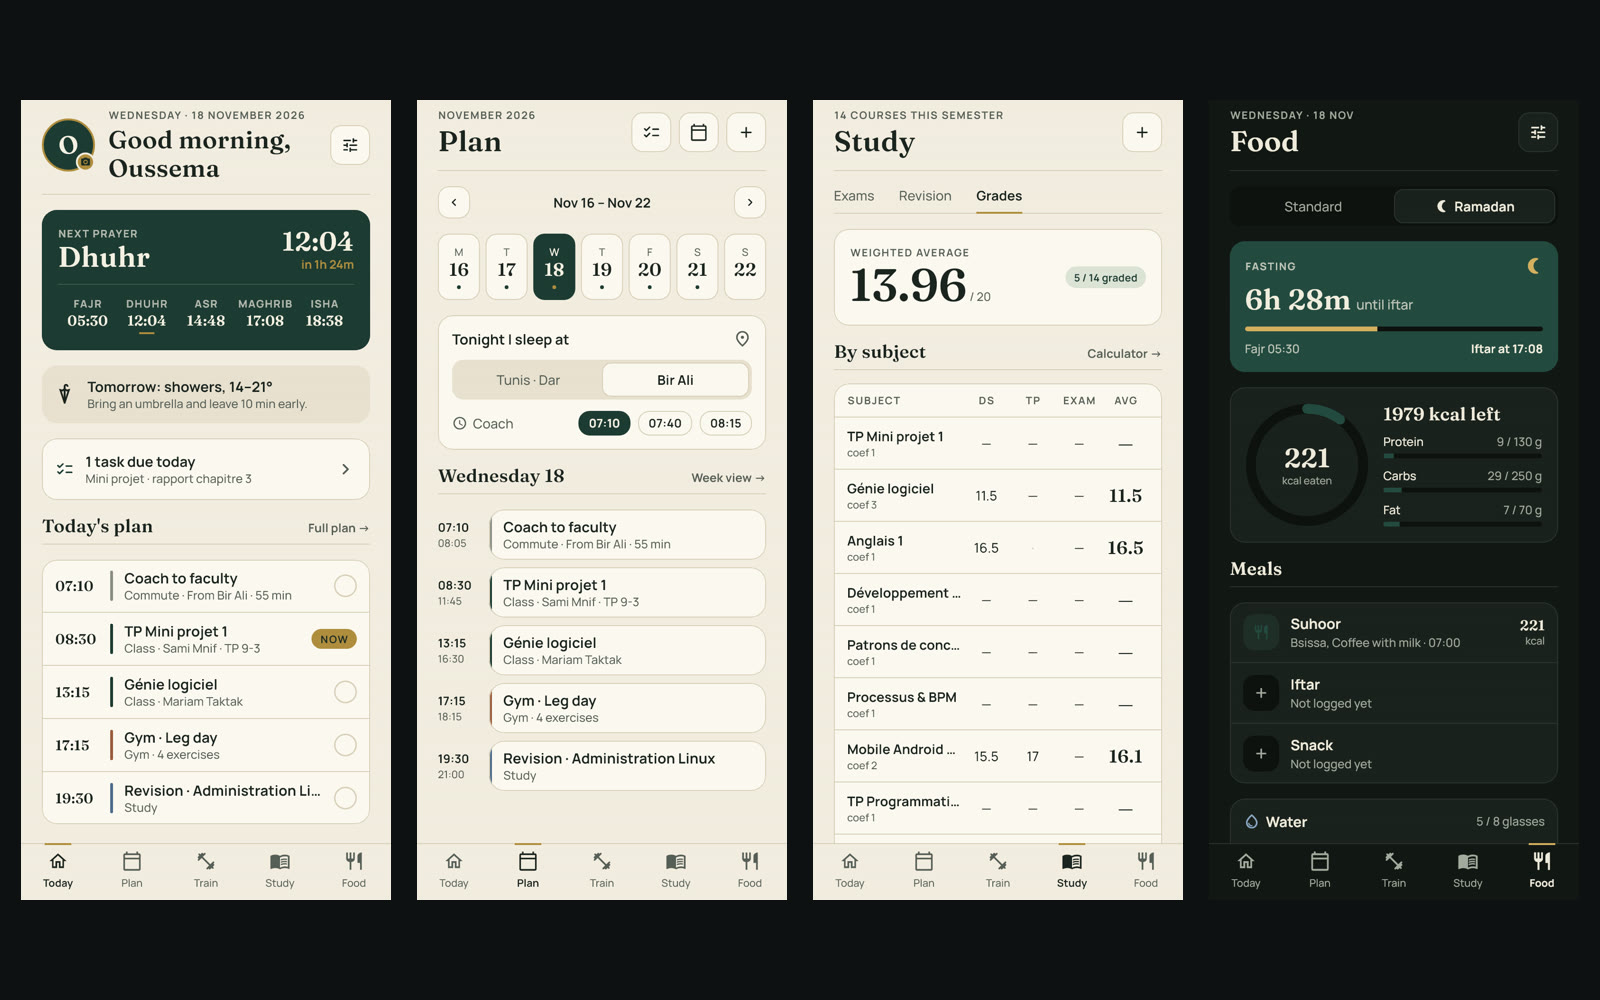 WEDNESDAY · 18 NOVEMBER 2026
O
Good morning,
Oussema
NEXT PRAYER
Dhuhr
12:04
in 1h 24m
FAJR DHUHR ASR MAGHRIB ISHA
05:30 12:04 14:48 17:08 18:38
Tomorrow: showers, 14–21°
Bring an umbrella and leave 10 min early.
1 task due today
Mini projet · rapport chapitre 3
Today's plan
Full plan →
07:10
Coach to faculty
Commute · From Bir Ali · 55 min
08:30
TP Mini projet 1
Class · Sami Mnif · TP 9-3
NOW
13:15
Génie logiciel
Class · Mariam Taktak
17:15
Gym · Leg day
Gym · 4 exercises
19:30
Revision · Administration Li...
Study
Today Plan Train Study Food
NOVEMBER 2026
Plan
Nov 16 – Nov 22
M T W T F S S
16 17 18 19 20 21 22
Tonight I sleep at
Tunis · Dar
Bir Ali
Coach
07:10 07:40 08:15
Wednesday 18
Week view →
07:10
08:05
Coach to faculty
Commute · From Bir Ali · 55 min
08:30
11:45
TP Mini projet 1
Class · Sami Mnif · TP 9-3
13:15
16:30
Génie logiciel
Class · Mariam Taktak
17:15
18:15
Gym · Leg day
Gym · 4 exercises
19:30
21:00
Revision · Administration Linux
Study
Today Plan Train Study Food
14 COURSES THIS SEMESTER
Study
Exams Revision Grades
WEIGHTED AVERAGE
13.96 / 20
5 / 14 graded
By subject
Calculator →
SUBJECT DS TP EXAM AVG
TP Mini projet 1 — — — —
coef 1
Génie logiciel 11.5 — — 11.5
coef 3
Anglais 1 16.5 · — 16.5
coef 1
Développement ... — — — —
coef 1
Patrons de conc... — — — —
coef 1
Processus & BPM — — — —
coef 1
Mobile Android ... 15.5 17 — 16.1
coef 2
TP Programmati... — — — —
coef 1
Today Plan Train Study Food
WEDNESDAY · 18 NOV
Food
Standard
Ramadan
FASTING
6h 28m until iftar
Fajr 05:30
Iftar at 17:08
221
kcal eaten
1979 kcal left
Protein 9 / 130 g
Carbs 29 / 250 g
Fat 7 / 70 g
Meals
Suhoor
Bsissa, Coffee with milk · 07:00
221
kcal
Iftar
Not logged yet
Snack
Not logged yet
Water
5 / 8 glasses
Today Plan Train Study Food